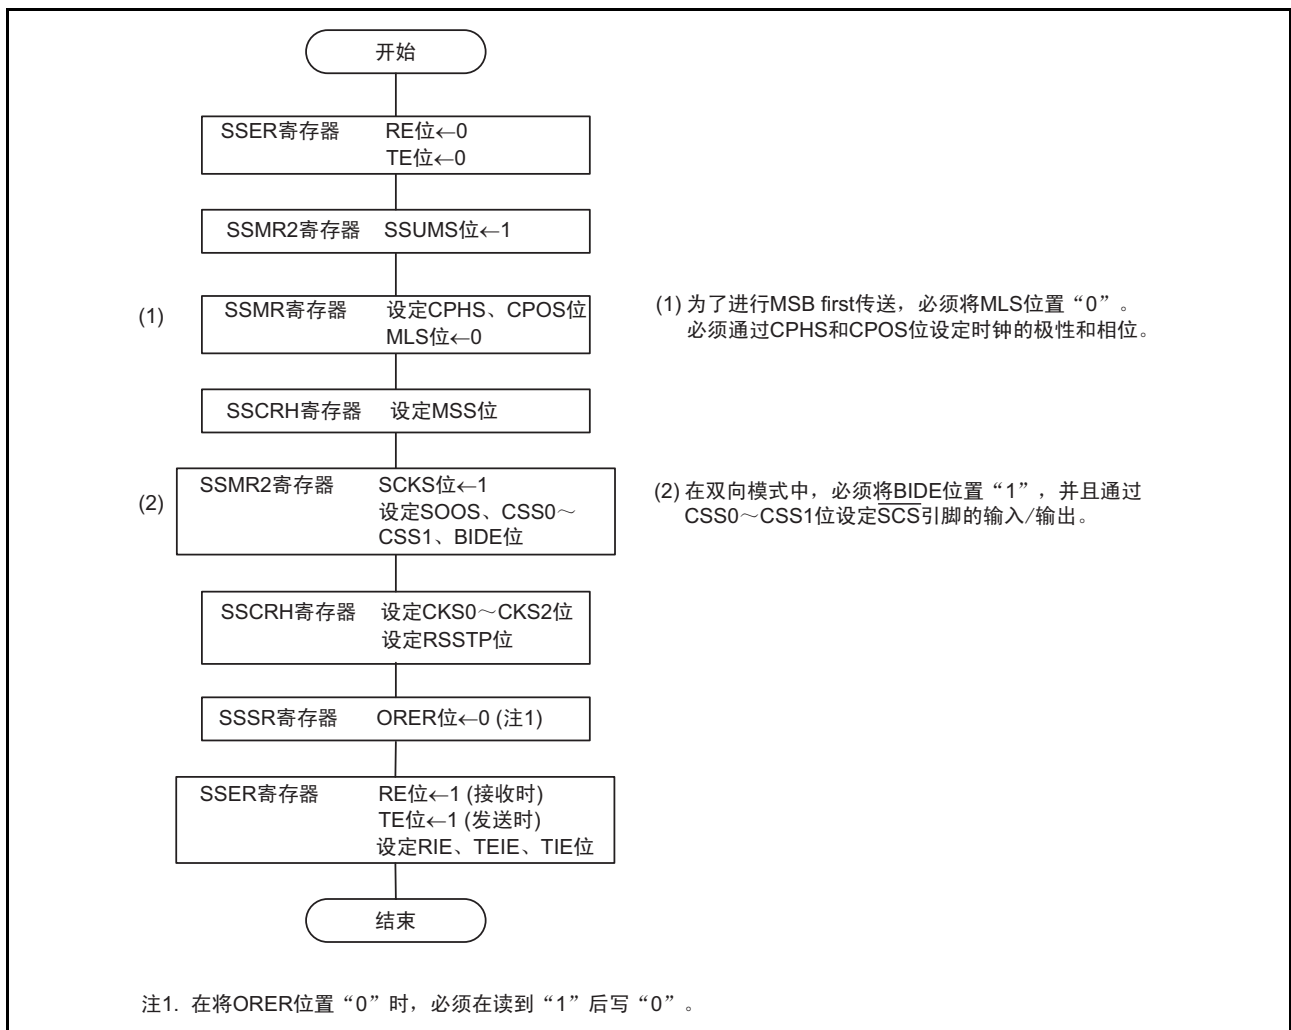 开始
SSER寄存器 RE位←0
TE位←0
SSMR2寄存器 SSUMS位←1
(1) SSMR寄存器 设定CPHS、CPOS位
MLS位←0
(1) 为了进行MSB first传送，必须将MLS位置“0”。
必须通过CPHS和CPOS位设定时钟的极性和相位。
SSCRH寄存器 设定MSS位
(2) SSMR2寄存器 SCKS位←1
设定SOOS、CSS0～
CSS1、BIDE位
(2) 在双向模式中，必须将BIDE位置“1”，并且通过
CSS0～CSS1位设定SCS引脚的输入/输出。
SSCRH寄存器 设定CKS0～CKS2位
设定RSSTP位
SSSR寄存器 ORER位←0 (注1)
SSER寄存器 RE位←1 (接收时)
TE位←1 (发送时)
设定RIE、TEIE、TIE位
结束
注1. 在将ORER位置“0”时，必须在读到“1”后写“0”。